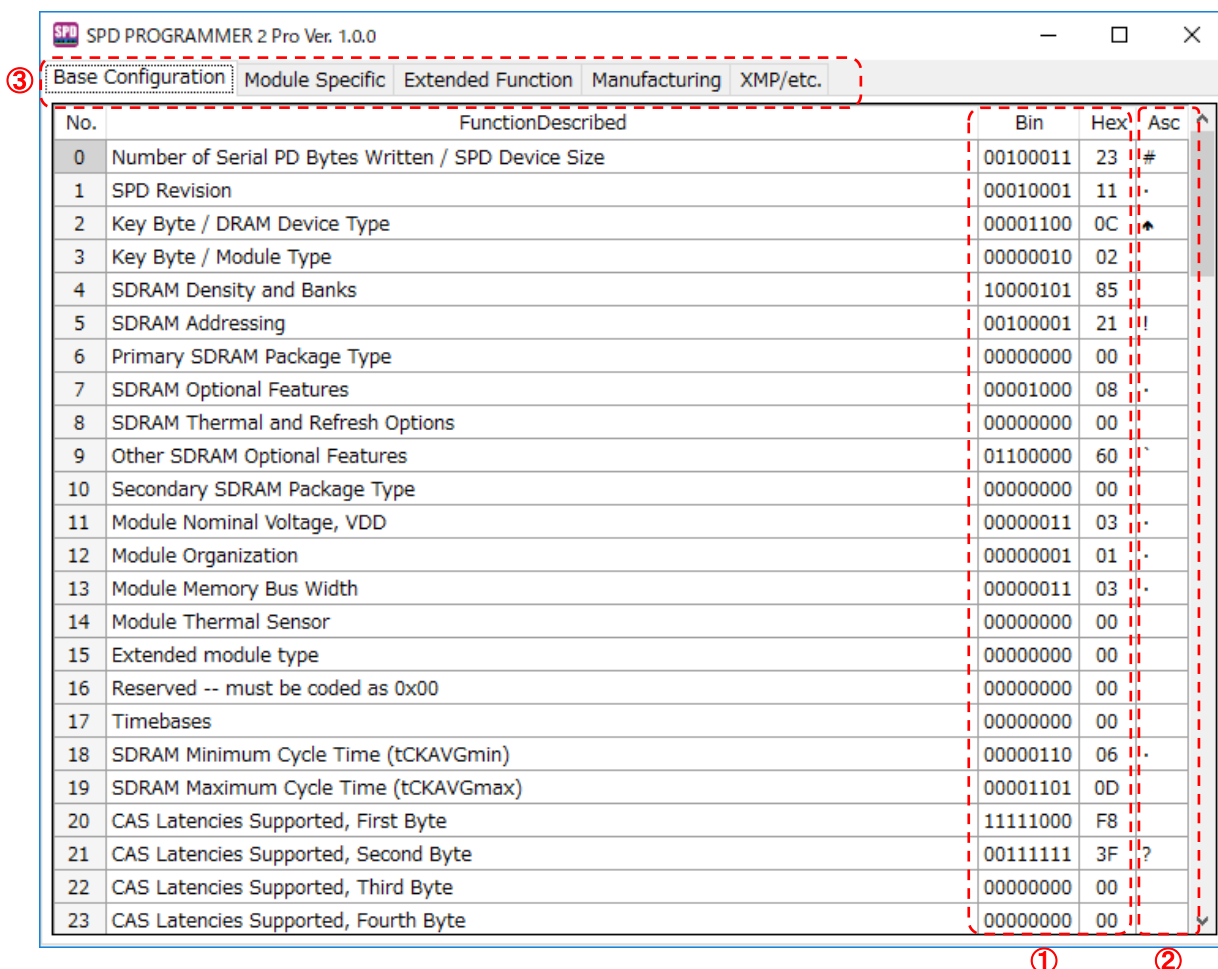 SPD SPD PROGRAMMER 2 Pro Ver. 1.0.0
③ Base Configuration Module Specific Extended Function Manufacturing XMP/etc.
No. FunctionDescribed Bin Hex Asc
0 Number of Serial PD Bytes Written / SPD Device Size 00100011 23 #
1 SPD Revision 00010001 11 ·
2 Key Byte / DRAM Device Type 00001100 0C
3 Key Byte / Module Type 00000010 02
4 SDRAM Density and Banks 10000101 85
5 SDRAM Addressing 00100001 21 !
6 Primary SDRAM Package Type 00000000 00
7 SDRAM Optional Features 00001000 08 ·
8 SDRAM Thermal and Refresh Options 00000000 00
9 Other SDRAM Optional Features 01100000 60 `
10 Secondary SDRAM Package Type 00000000 00
11 Module Nominal Voltage, VDD 00000011 03 ·
12 Module Organization 00000001 01 ·
13 Module Memory Bus Width 00000011 03 ·
14 Module Thermal Sensor 00000000 00
15 Extended module type 00000000 00
16 Reserved -- must be coded as 0x00 00000000 00
17 Timebases 00000000 00
18 SDRAM Minimum Cycle Time (tCKAVGmin) 00000110 06 ·
19 SDRAM Maximum Cycle Time (tCKAVGmax) 00001101 0D
20 CAS Latencies Supported, First Byte 11111000 F8
21 CAS Latencies Supported, Second Byte 00111111 3F ?
22 CAS Latencies Supported, Third Byte 00000000 00
23 CAS Latencies Supported, Fourth Byte 00000000 00
① ②